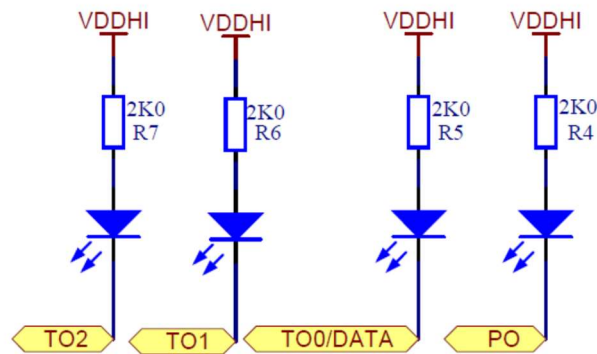 VDDHI VDDHI VDDHI VDDHI
2K0 2K0 2K0 2K0
R7 R6 R5 R4
TO2 TO1 TO0/DATA PO